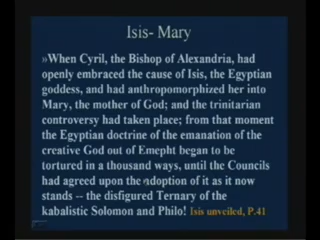 Isis- Mary
»When Cyril, the Bishop of Alexandria, had
openly embraced the cause of Isis, the Egyptian
goddess, and had anthropomorphized her into
Mary, the mother of God; and the trinitarian
controversy had taken place; from that moment
the Egyptian doctrine of the emanation of the
creative God out of Emepht began to be
tortured in a thousand ways, until the Councils
had agreed upon the adoption of it as it now
stands -- the disfigured Ternary of the
kabalistic Solomon and Philo! Isis unveiled, P.41